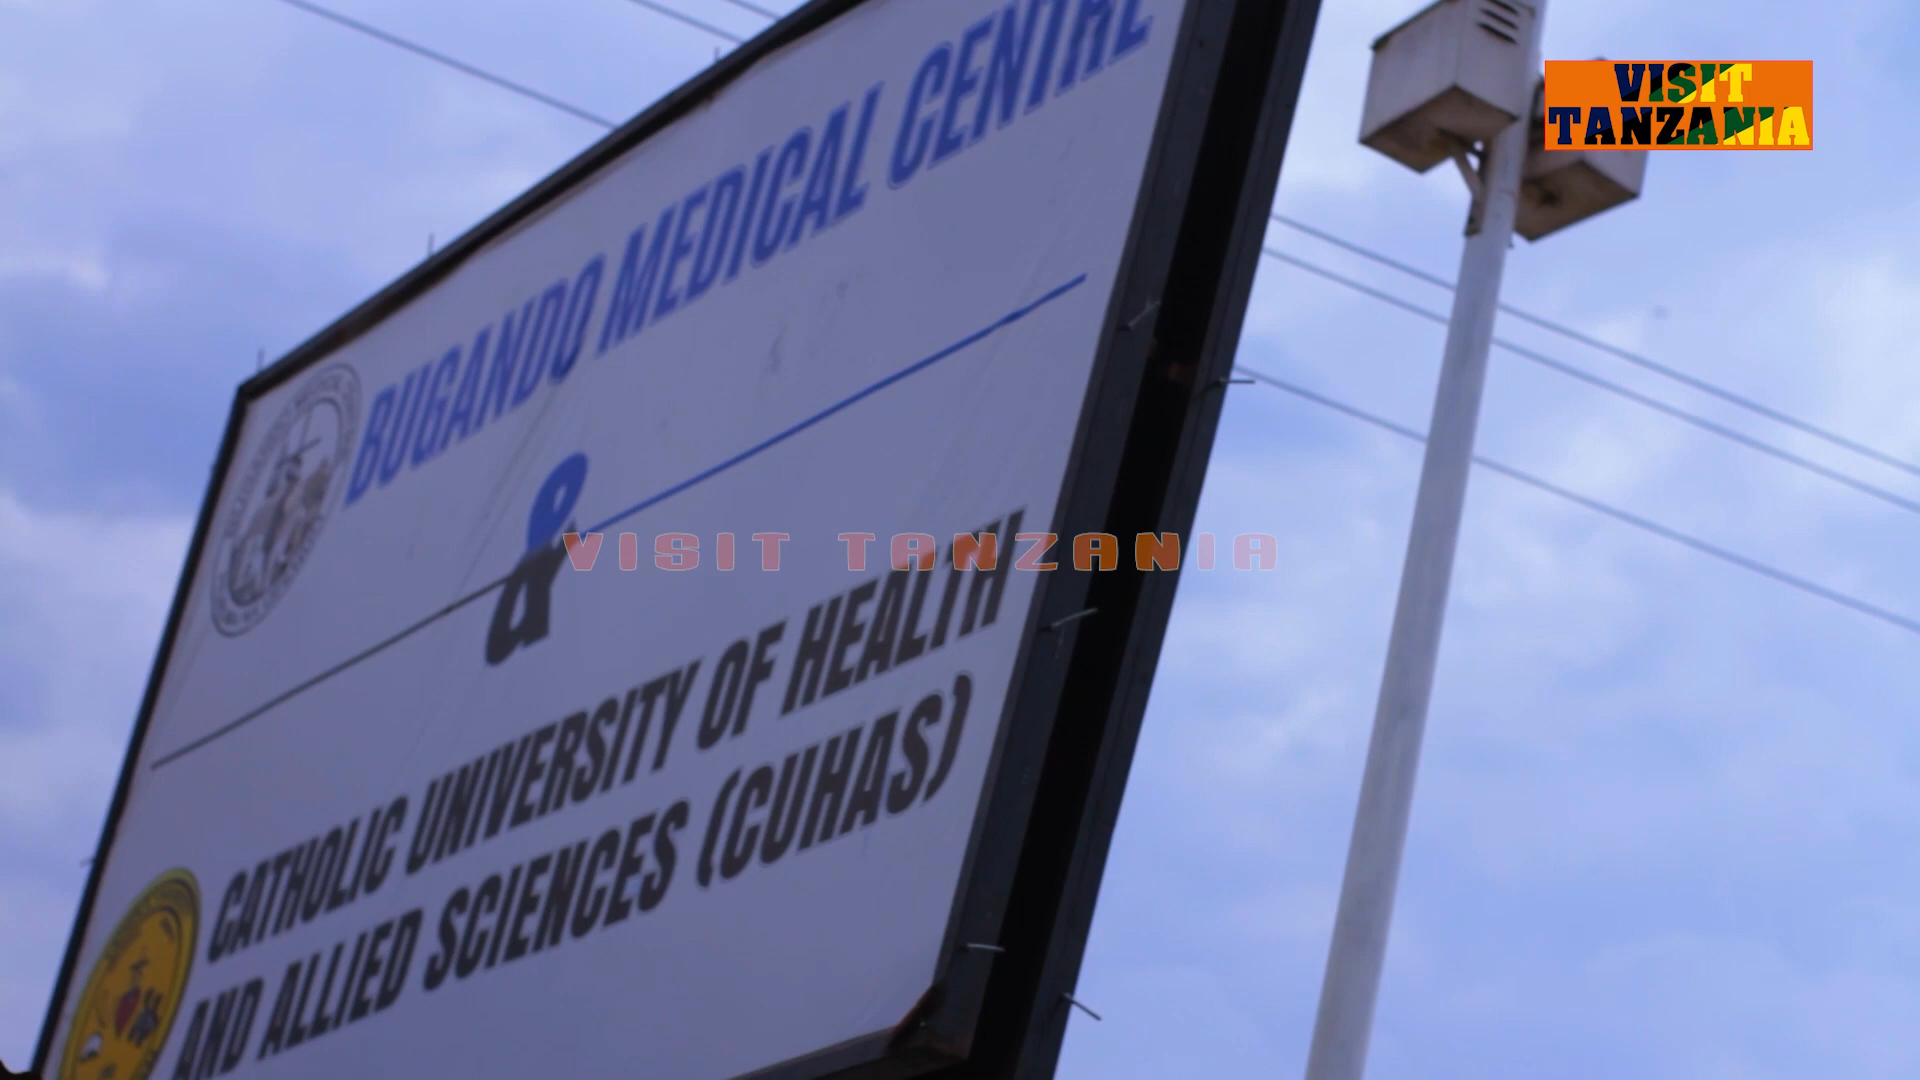 BUGANDO MEDICAL CENTRE
&
CATHOLIC UNIVERSITY OF HEALTH
AND ALLIED SCIENCES (CUHAS)
VISIT
TANZANIA
VISIT TANZANIA